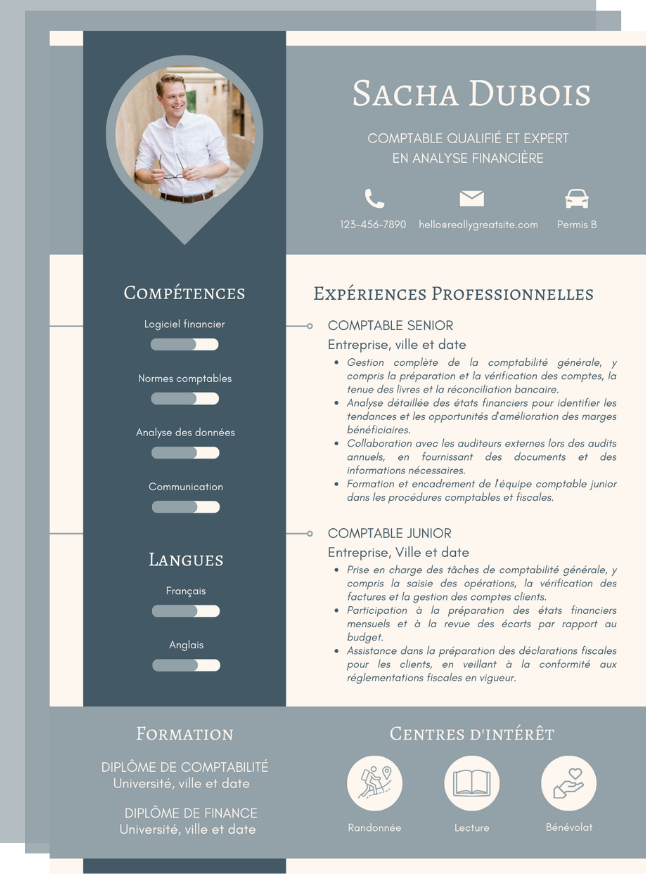 Sacha Dubois
COMPTABLE QUALIFIÉ ET EXPERT
EN ANALYSE FINANCIÈRE
123-456-7890 hello@reallygreatsite.com Permis B
Compétences
Logiciel financier
Normes comptables
Analyse des données
Communication
Langues
Français
Anglais
Expériences Professionnelles
COMPTABLE SENIOR
Entreprise, ville et date
• Gestion complète de la comptabilité générale, y
compris la préparation et la vérification des comptes, la
tenue des livres et la réconciliation bancaire.
• Analyse détaillée des états financiers pour identifier les
tendances et les opportunités d'amélioration des marges
bénéficiaires.
• Collaboration avec les auditeurs externes lors des audits
annuels, en fournissant des documents et des
informations nécessaires.
• Formation et encadrement de l'équipe comptable junior
dans les procédures comptables et fiscales.
COMPTABLE JUNIOR
Entreprise, Ville et date
• Prise en charge des tâches de comptabilité générale, y
compris la saisie des opérations, la vérification des
factures et la gestion des comptes clients.
• Participation à la préparation des états financiers
mensuels et à la revue des écarts par rapport au
budget.
• Assistance dans la préparation des déclarations fiscales
pour les clients, en veillant à la conformité aux
réglementations fiscales en vigueur.
Formation
DIPLÔME DE COMPTABILITÉ
Université, ville et date
DIPLÔME DE FINANCE
Université, ville et date
Centres d'intérêt
Randonnée Lecture Bénévolat